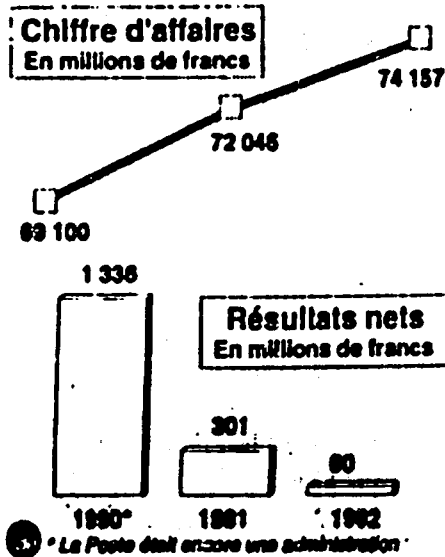 Chiffre d'affaires
En millions de francs
74 157
72 046
69 100
1 336
Résultats nets
En millions de francs
301
1990* 1991 1992
* La Poste était encore une administration